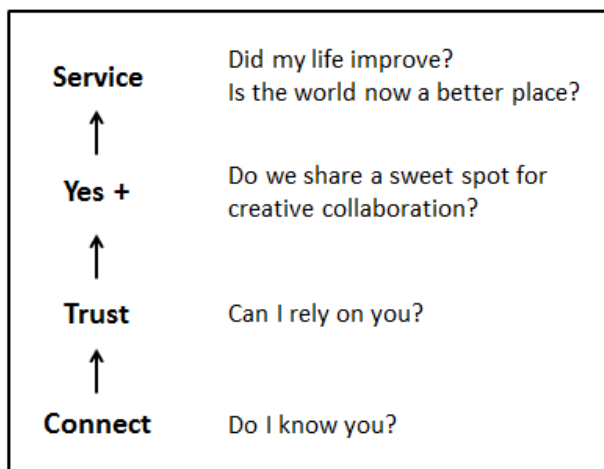 Service
Did my life improve?
Is the world now a better place?
Yes +
Do we share a sweet spot for
creative collaboration?
Trust
Can I rely on you?
Connect
Do I know you?